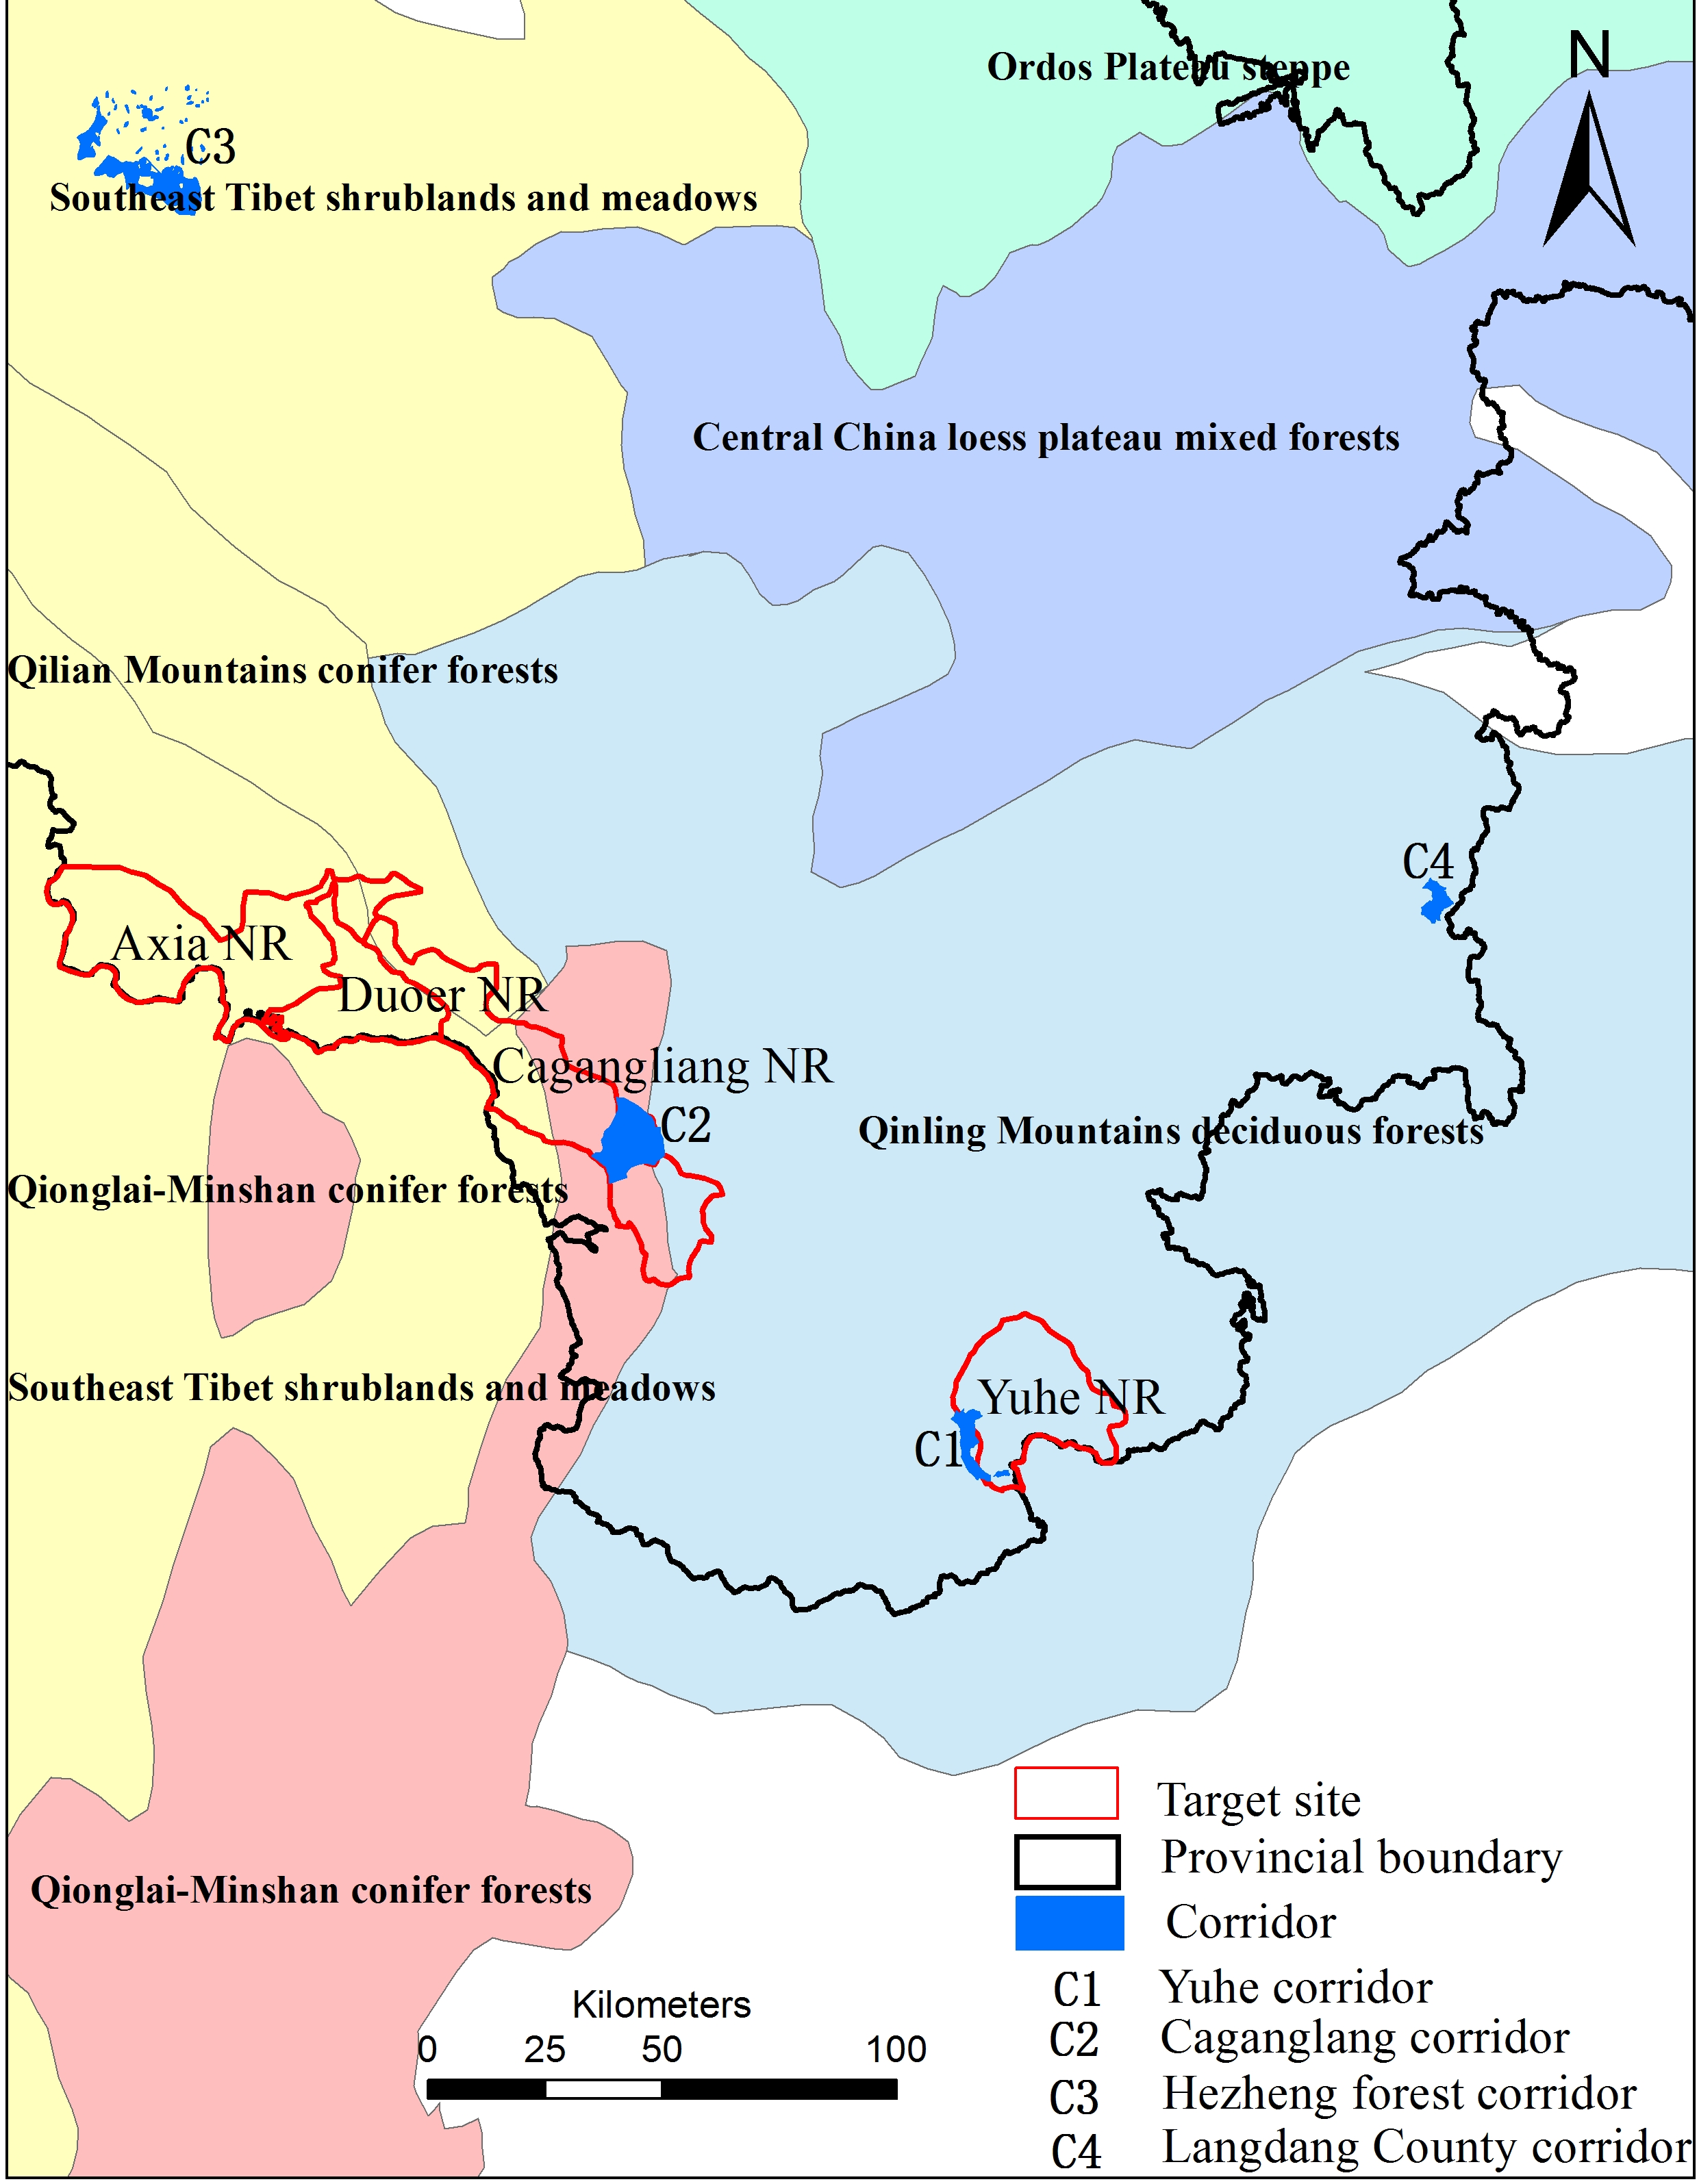 Ordos Plateau steppe
N
C3
Southeast Tibet shrublands and meadows
Central China loess plateau mixed forests
Qilian Mountains conifer forests
C4
Axia NR
Duoer NR
Cagangliang NR
C2
Qinling Mountains deciduous forests
Qionglai-Minshan conifer forests
Southeast Tibet shrublands and meadows
Yuhe NR
C1
Target site
Provincial boundary
Qionglai-Minshan conifer forests
Corridor
C1 Yuhe corridor
Kilometers
C2 Caganglang corridor
0 25 50 100
C3 Hezheng forest corridor
C4 Langdang County corridor